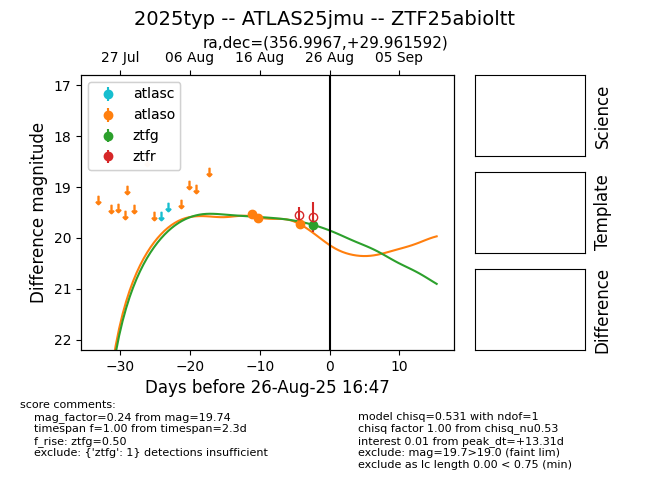 2025typ -- ATLAS25jmu -- ZTF25abioltt
ra,dec=(356.9967,+29.961592)
27 Jul 06 Aug 16 Aug 26 Aug 05 Sep
17
18
19
20
21
22
Difference magnitude
atlasc
atlaso
ztfg
ztfr
−30 −20 −10 0 10
Days before 26-Aug-25 16:47
Science
Template
Difference
score comments:
mag_factor=0.24 from mag=19.74
timespan f=1.00 from timespan=2.3d
f_rise: ztfg=0.50
exclude: {'ztfg': 1} detections insufficient
model chisq=0.531 with ndof=1
chisq factor 1.00 from chisq_nu0.53
interest 0.01 from peak_dt=+13.31d
exclude: mag=19.7>19.0 (faint lim)
exclude as lc length 0.00 < 0.75 (min)